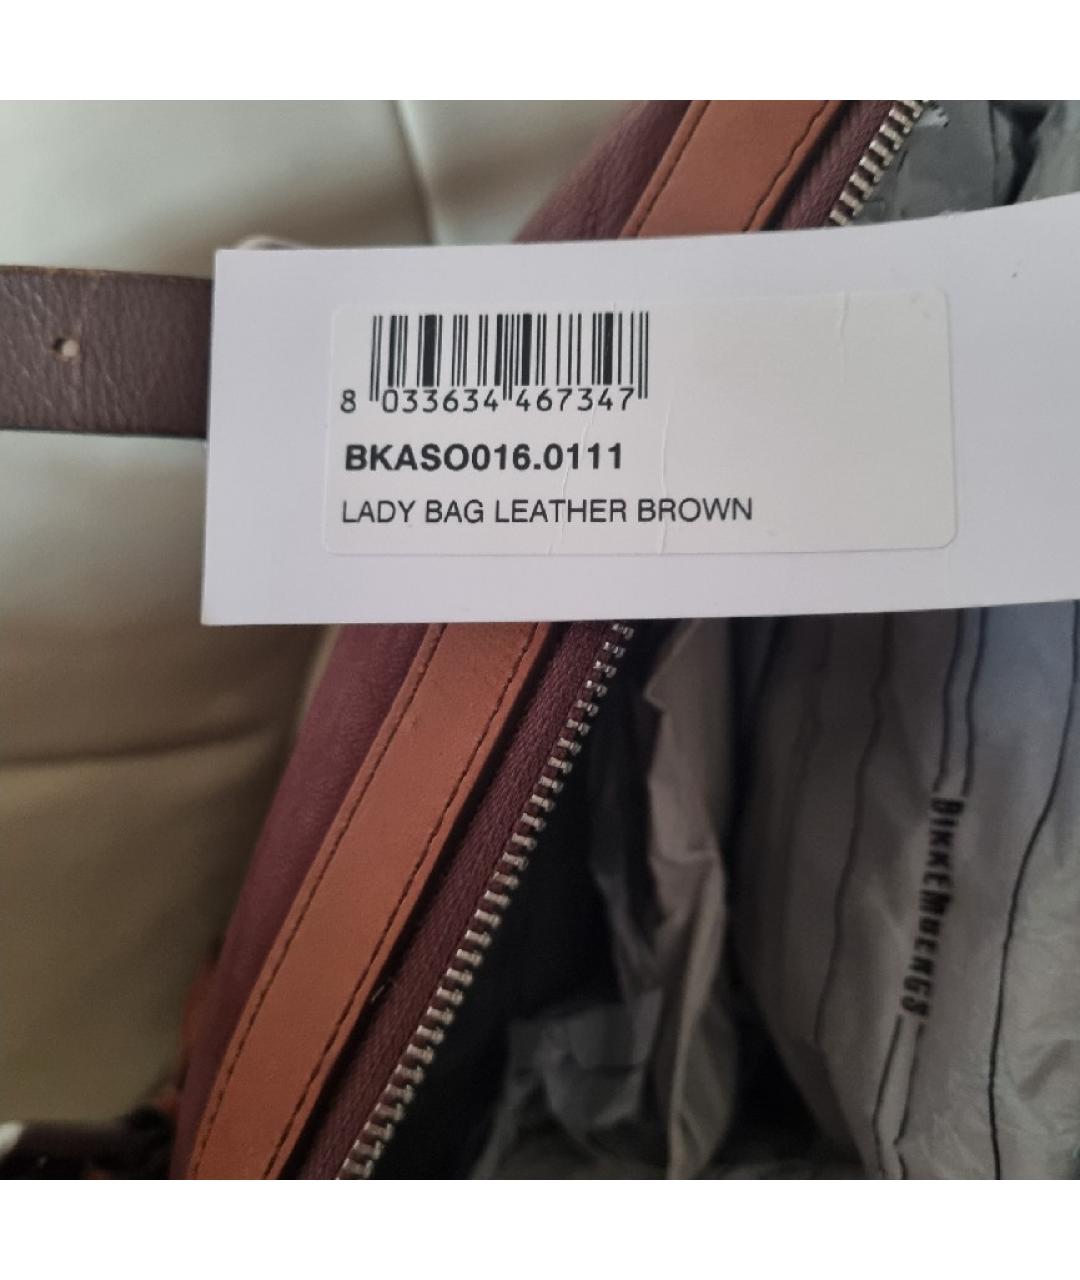 8 033634 467347
BKASO016.0111
LADY BAG LEATHER BROWN
BIKKEMBERGS